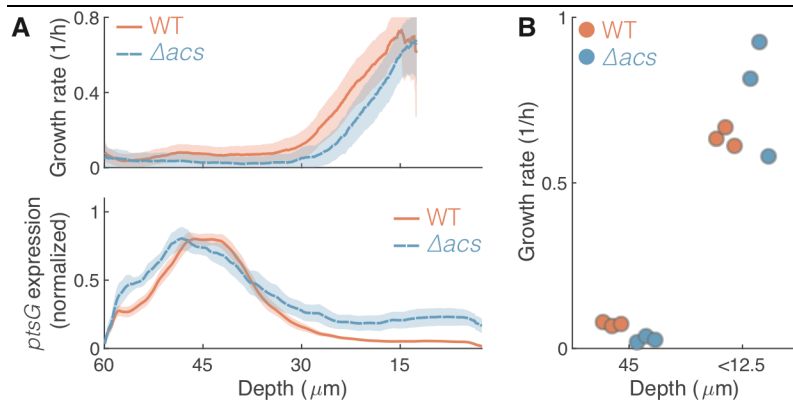 A
Growth rate (1/h)
0.8
0.4
0
WT
Δacs
ptsG expression
(normalized)
1
0.5
0
WT
Δacs
60
45
30
15
Depth (μm)
B
WT
Δacs
Growth rate (1/h)
1
0.5
0
45
<12.5
Depth (μm)